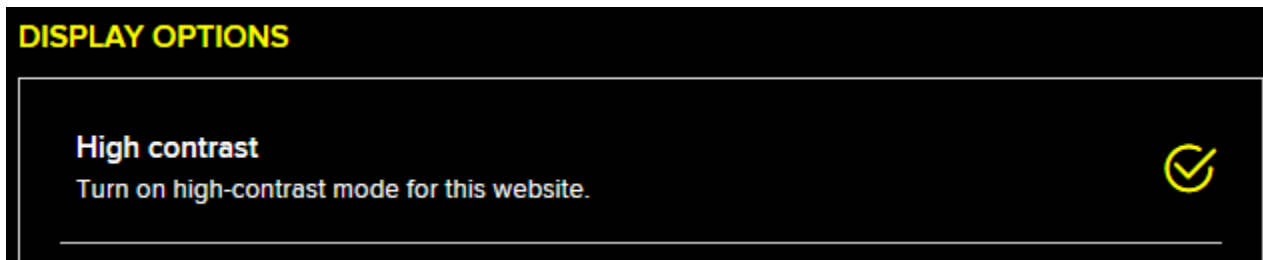 DISPLAY OPTIONS
High contrast
Turn on high-contrast mode for this website.